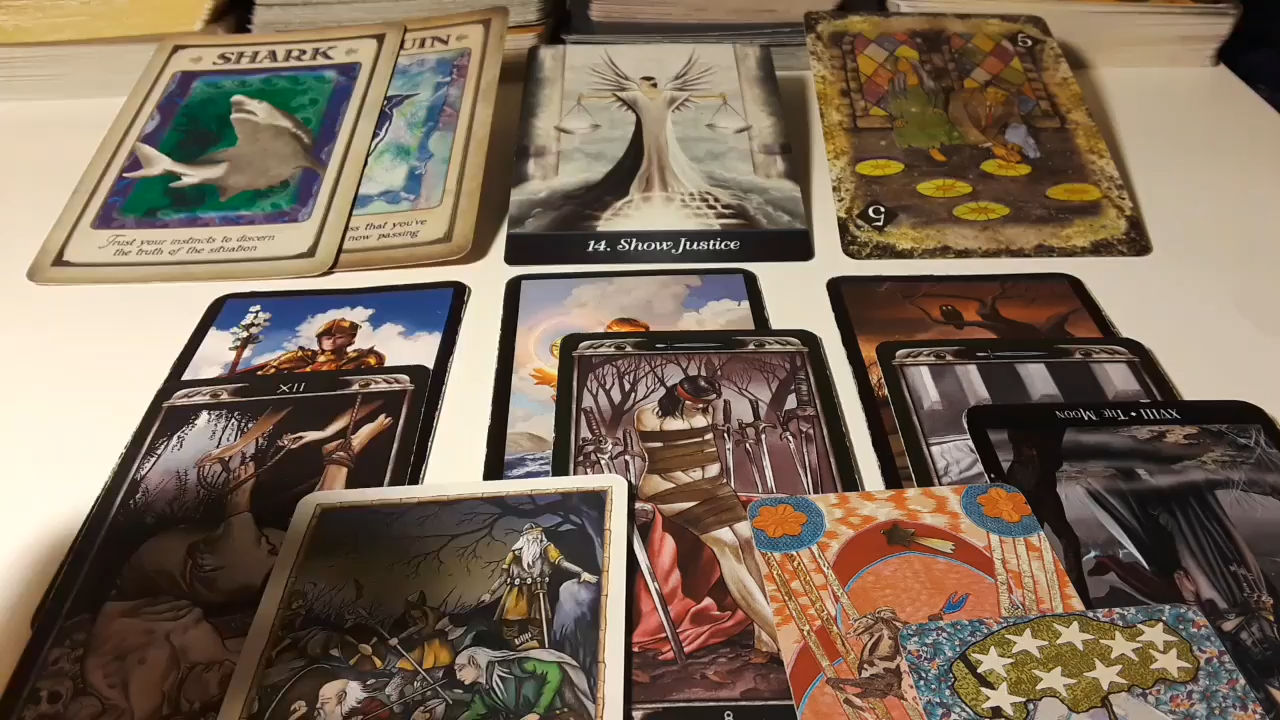 SHARK
Trust your instincts to discern
the truth of the situation
UIN
ss that you've
now passing
14. Show Justice
5
5
XII
XVIII • THE MOON
8